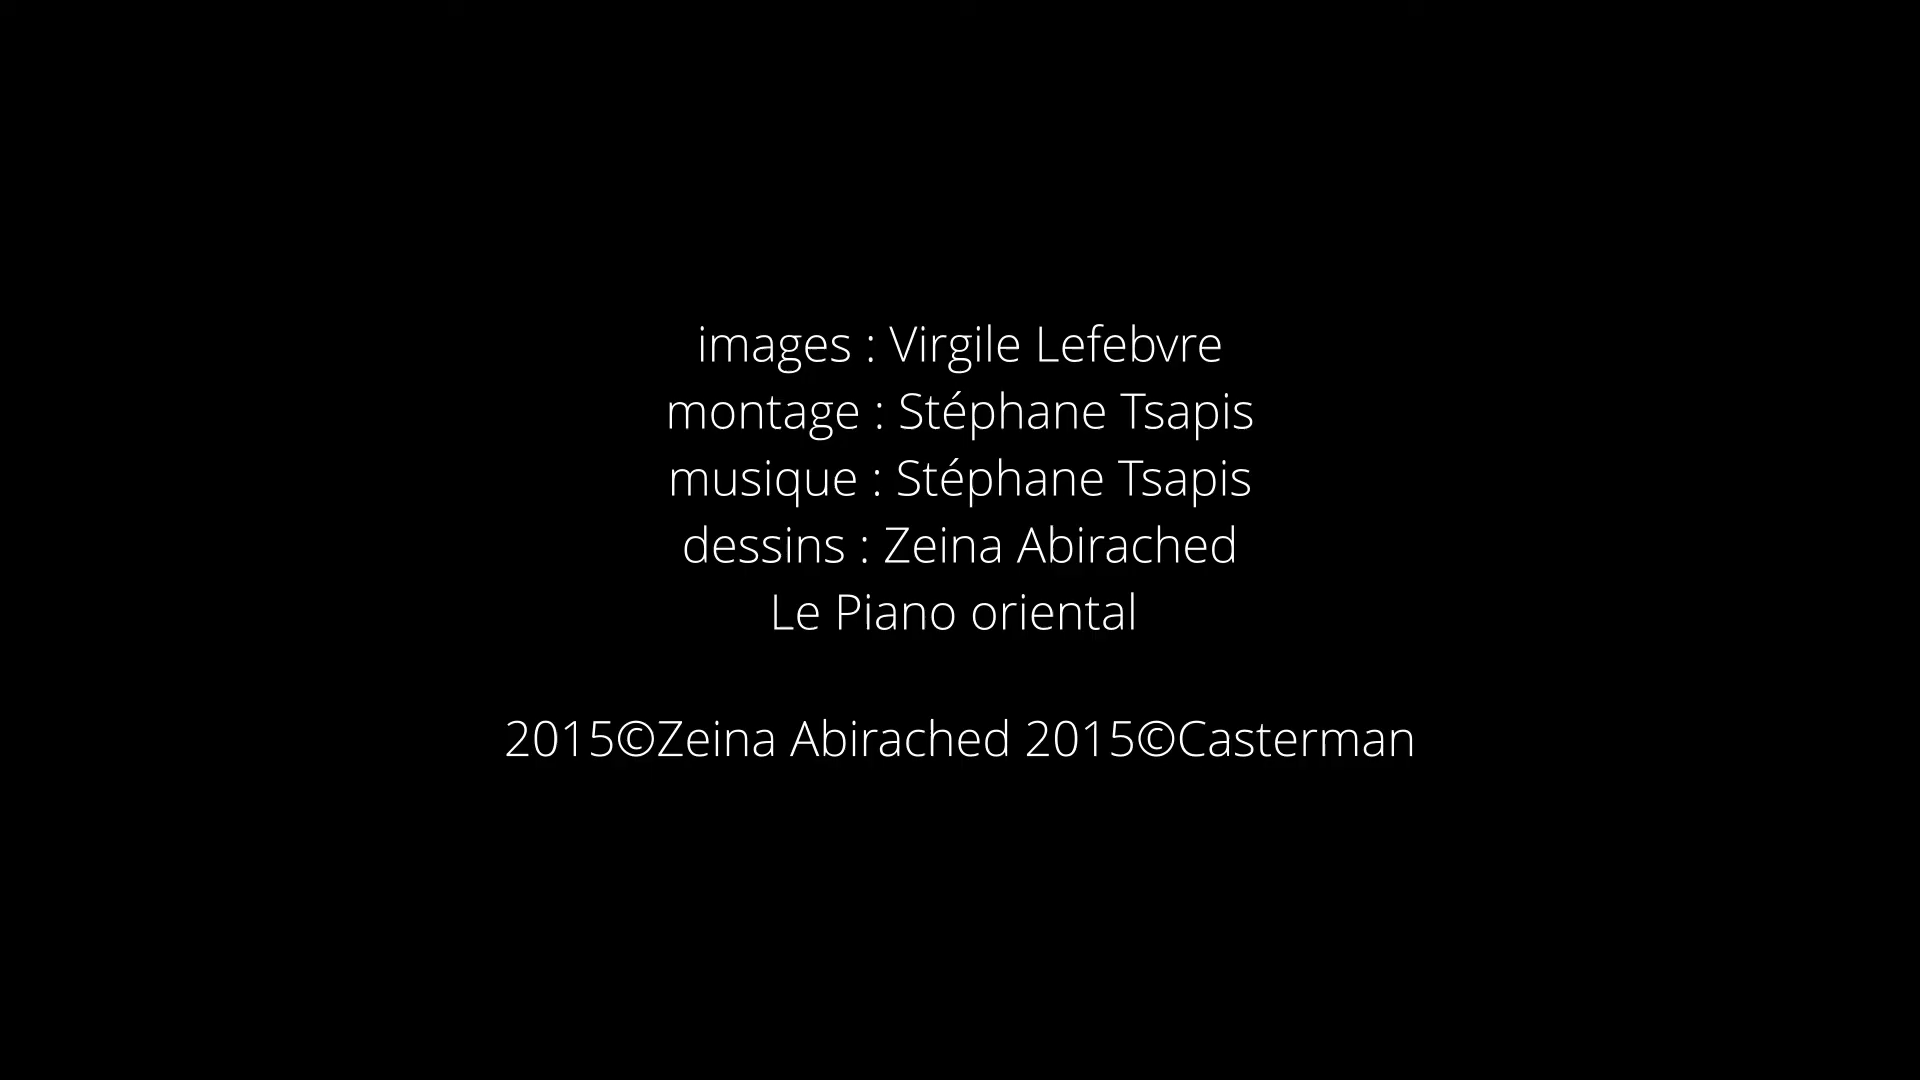 images : Virgile Lefebvre
montage : Stéphane Tsapis
musique : Stéphane Tsapis
dessins : Zeina Abirached
Le Piano oriental
2015©Zeina Abirached 2015©Casterman